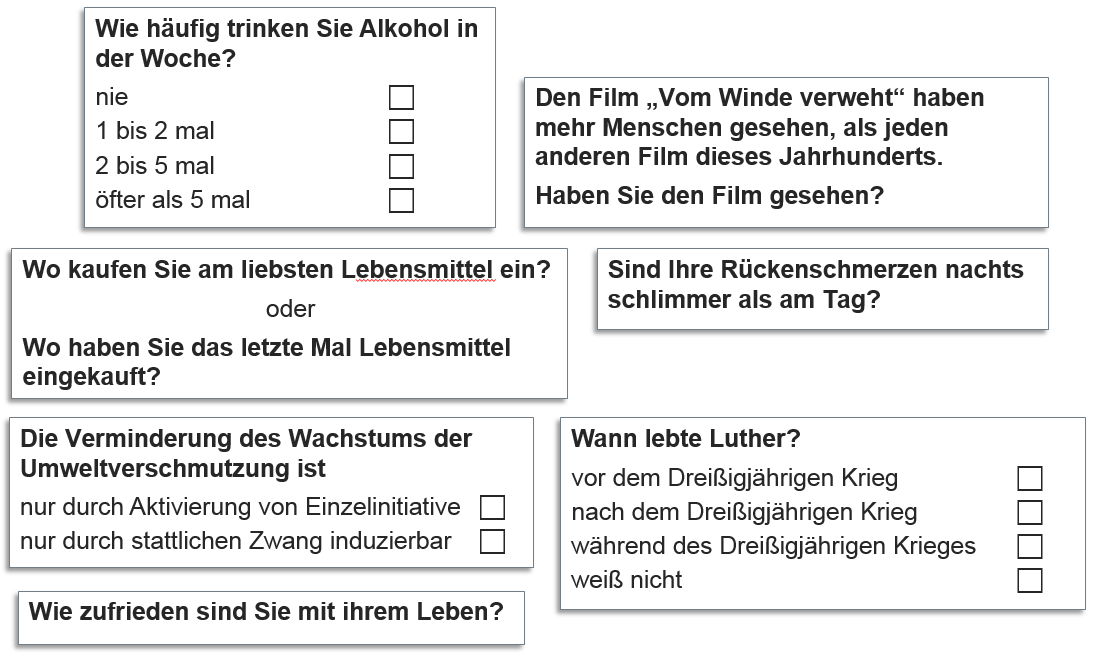 Wie häufig trinken Sie Alkohol in
der Woche?
nie
1 bis 2 mal
2 bis 5 mal
öfter als 5 mal
Den Film „Vom Winde verweht“ haben
mehr Menschen gesehen, als jeden
anderen Film dieses Jahrhunderts.
Haben Sie den Film gesehen?
Wo kaufen Sie am liebsten Lebensmittel ein?
oder
Wo haben Sie das letzte Mal Lebensmittel
eingekauft?
Sind Ihre Rückenschmerzen nachts
schlimmer als am Tag?
Die Verminderung des Wachstums der
Umweltverschmutzung ist
nur durch Aktivierung von Einzelinitiative
nur durch stattlichen Zwang induzierbar
Wann lebte Luther?
vor dem Dreißigjährigen Krieg
nach dem Dreißigjährigen Krieg
während des Dreißigjährigen Krieges
weiß nicht
Wie zufrieden sind Sie mit ihrem Leben?